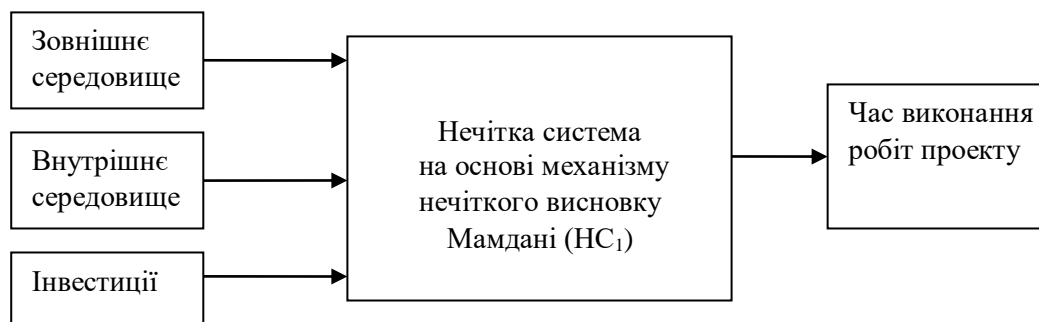 Зовнішнє
середовище
Внутрішнє
середовище
Інвестиції
Нечітка система
на основі механізму
нечіткого висновку
Мамдані (НС₁)
Час виконання
робіт проекту